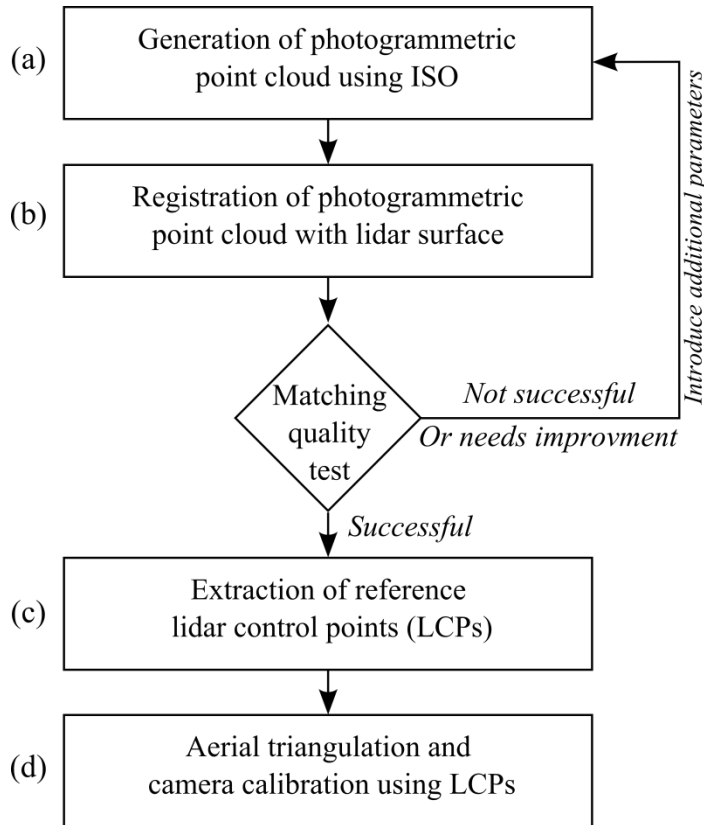 (a)
Generation of photogrammetric
point cloud using ISO
(b)
Registration of photogrammetric
point cloud with lidar surface
Introduce additional parameters
Matching
quality
test
Not successful
Or needs improvment
Successful
(c)
Extraction of reference
lidar control points (LCPs)
(d)
Aerial triangulation and
camera calibration using LCPs